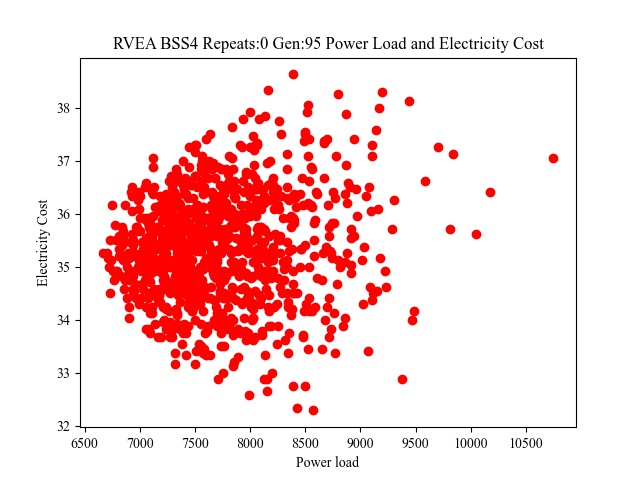 RVEA BSS4 Repeats:0 Gen:95 Power Load and Electricity Cost
Electricity Cost
38
37
36
35
34
33
32
6500 7000 7500 8000 8500 9000 9500 10000 10500
Power load